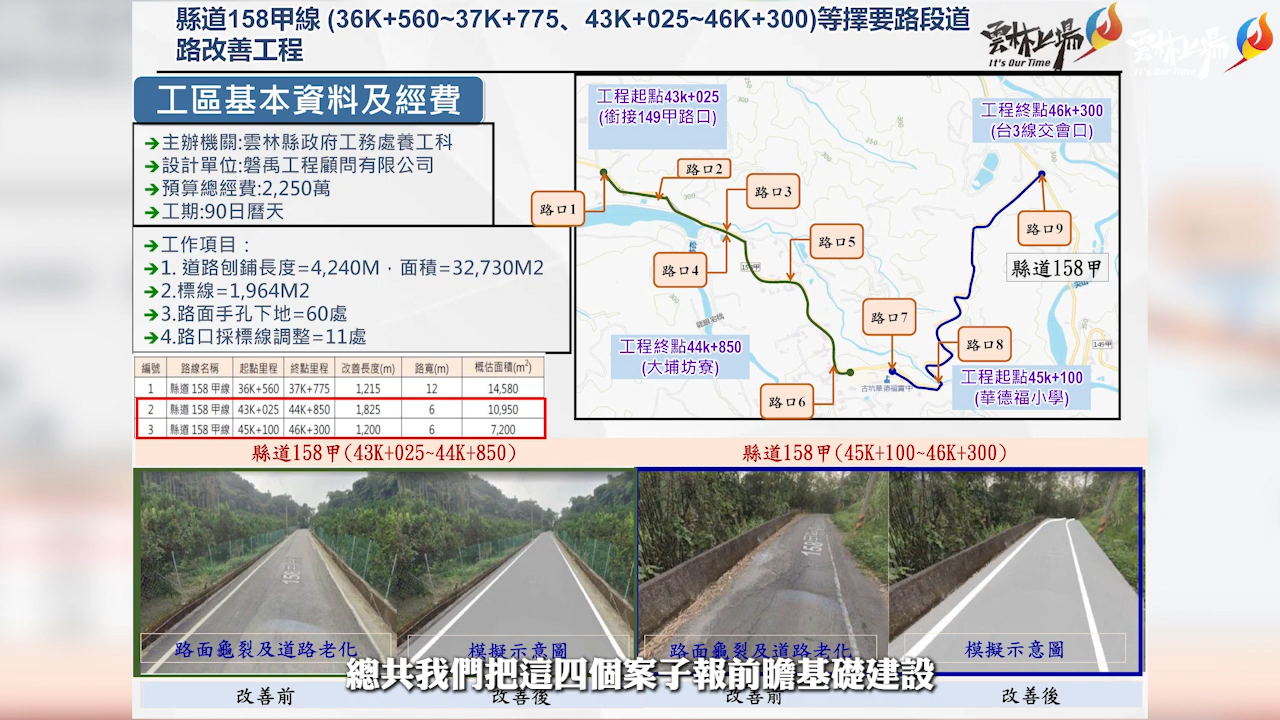 縣道158甲線 (36K+560~37K+775、43K+025~46K+300)等擇要路段道
路改善工程
雲林上場
It's Our Time
雲林上場
It's Our Time
工區基本資料及經費
➔主辦機關:雲林縣政府工務處養工科
➔設計單位:磐禹工程顧問有限公司
➔預算總經費:2,250萬
➔工期:90日曆天
➔工作項目：
➔1. 道路刨鋪長度=4,240M，面積=32,730M2
➔2.標線=1,964M2
➔3.路面手孔下地=60處
➔4.路口採標線調整=11處
編號 路線名稱 起點里程 終點里程 改善長度(m) 路寬(m) 概估面積(m²)
1 縣道 158 甲線 36K+560 37K+775 1,215 12 14,580
2 縣道 158 甲線 43K+025 44K+850 1,825 6 10,950
3 縣道 158 甲線 45K+100 46K+300 1,200 6 7,200
工程起點43k+025
(銜接149甲路口)
工程終點46k+300
(台3線交會口)
路口1
路口2
路口3
路口4
路口5
路口6
路口7
路口8
路口9
縣道158甲
工程終點44k+850
(大埔坊寮)
工程起點45k+100
(華德福小學)
古坑華德福實中
149甲
300
300
300
300
250
350
縣道158甲(43K+025~44K+850)
縣道158甲(45K+100~46K+300)
路面龜裂及道路老化
模擬示意圖
路面龜裂及道路老化
模擬示意圖
總共我們把這四個案子報前瞻基礎建設
改善前
改善後
改善前
改善後